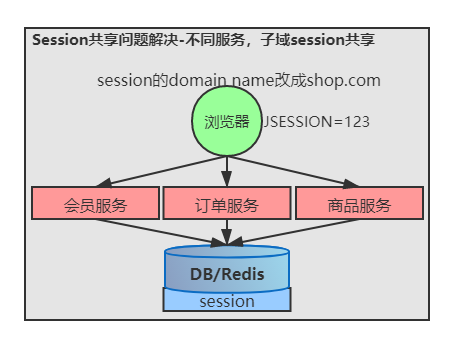 Session共享问题解决-不同服务，子域session共享
session的domain name改成shop.com
浏览器 JSESSION=123
会员服务 订单服务 商品服务
DB/Redis
session